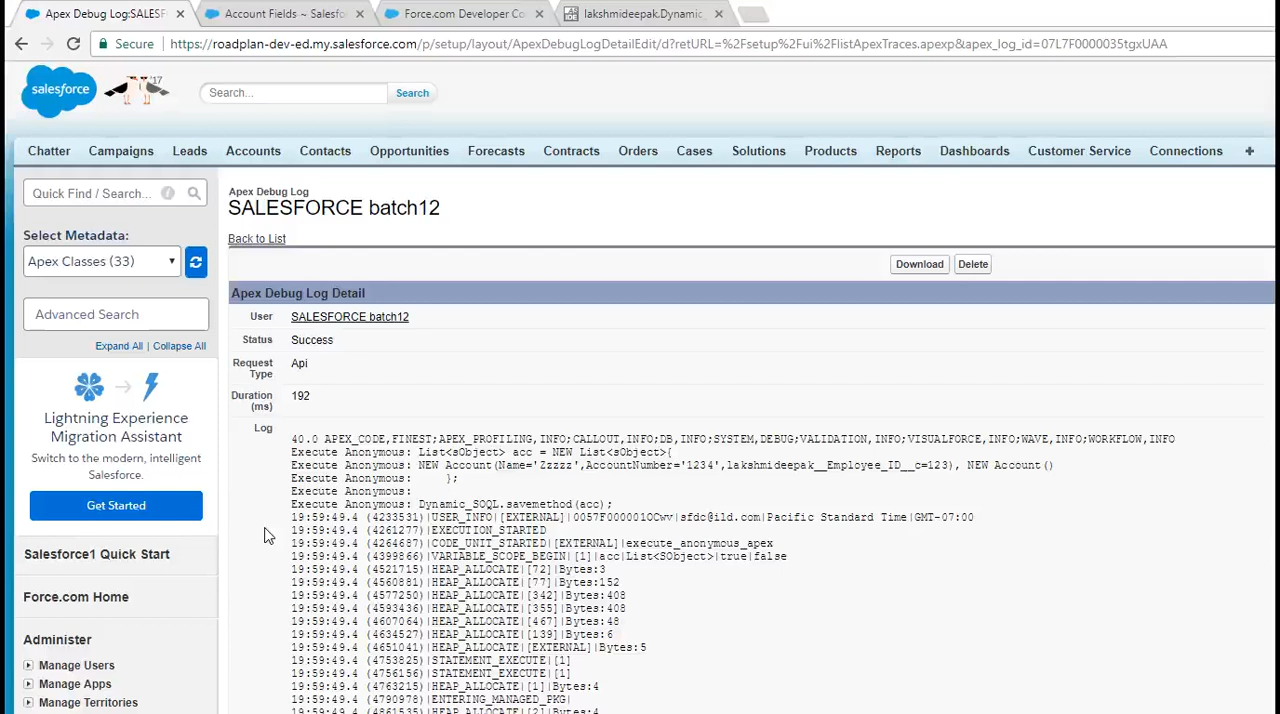 Apex Debug Log:SALESF
Account Fields ~ Salesfo
Force.com Developer Co
lakshmideepak.Dynamic_
Secure
https://roadplan-dev-ed.my.salesforce.com/p/setup/layout/ApexDebugLogDetailEdit/d?retURL=%2Fsetup%2Fui%2FlistApexTraces.apexp&apex_log_id=07L7F0000035tgxUAA
salesforce
'17
Search...
Search
Chatter
Campaigns
Leads
Accounts
Contacts
Opportunities
Forecasts
Contracts
Orders
Cases
Solutions
Products
Reports
Dashboards
Customer Service
Connections
+
Quick Find / Search...
Select Metadata:
Apex Classes (33)
Advanced Search
Expand All | Collapse All
Lightning Experience
Migration Assistant
Switch to the modern, intelligent
Salesforce.
Get Started
Salesforce1 Quick Start
Force.com Home
Administer
Manage Users
Manage Apps
Manage Territories
Apex Debug Log
SALESFORCE batch12
Back to List
Download
Delete
Apex Debug Log Detail
User SALESFORCE batch12
Status Success
Request Type Api
Duration (ms) 192
Log
40.0 APEX_CODE,FINEST;APEX_PROFILING,INFO;CALLOUT,INFO;DB,INFO;SYSTEM,DEBUG;VALIDATION,INFO;VISUALFORCE,INFO;WAVE,INFO;WORKFLOW,INFO
Execute Anonymous: List<sObject> acc = NEW List<sObject>{
Execute Anonymous: NEW Account(Name='Zzzzz',AccountNumber='1234',lakshmideepak__Employee_ID__c=123), NEW Account()
Execute Anonymous:     };
Execute Anonymous:
Execute Anonymous: Dynamic_SOQL.savemethod(acc);
19:59:49.4 (4233531)|USER_INFO|[EXTERNAL]|0057F000001OCwv|sfdc@ild.com|Pacific Standard Time|GMT-07:00
19:59:49.4 (4261277)|EXECUTION_STARTED
19:59:49.4 (4264687)|CODE_UNIT_STARTED|[EXTERNAL]|execute_anonymous_apex
19:59:49.4 (4399866)|VARIABLE_SCOPE_BEGIN|[1]|acc|List<SObject>|true|false
19:59:49.4 (4521715)|HEAP_ALLOCATE|[72]|Bytes:3
19:59:49.4 (4560881)|HEAP_ALLOCATE|[77]|Bytes:152
19:59:49.4 (4577250)|HEAP_ALLOCATE|[342]|Bytes:408
19:59:49.4 (4593436)|HEAP_ALLOCATE|[355]|Bytes:408
19:59:49.4 (4607064)|HEAP_ALLOCATE|[467]|Bytes:48
19:59:49.4 (4634527)|HEAP_ALLOCATE|[139]|Bytes:6
19:59:49.4 (4651041)|HEAP_ALLOCATE|[EXTERNAL]|Bytes:5
19:59:49.4 (4753825)|STATEMENT_EXECUTE|[1]
19:59:49.4 (4756156)|STATEMENT_EXECUTE|[1]
19:59:49.4 (4763215)|HEAP_ALLOCATE|[1]|Bytes:4
19:59:49.4 (4790978)|ENTERING_MANAGED_PKG|
19:59:49.4 (4861535)|HEAP_ALLOCATE|[2]|Bytes:4